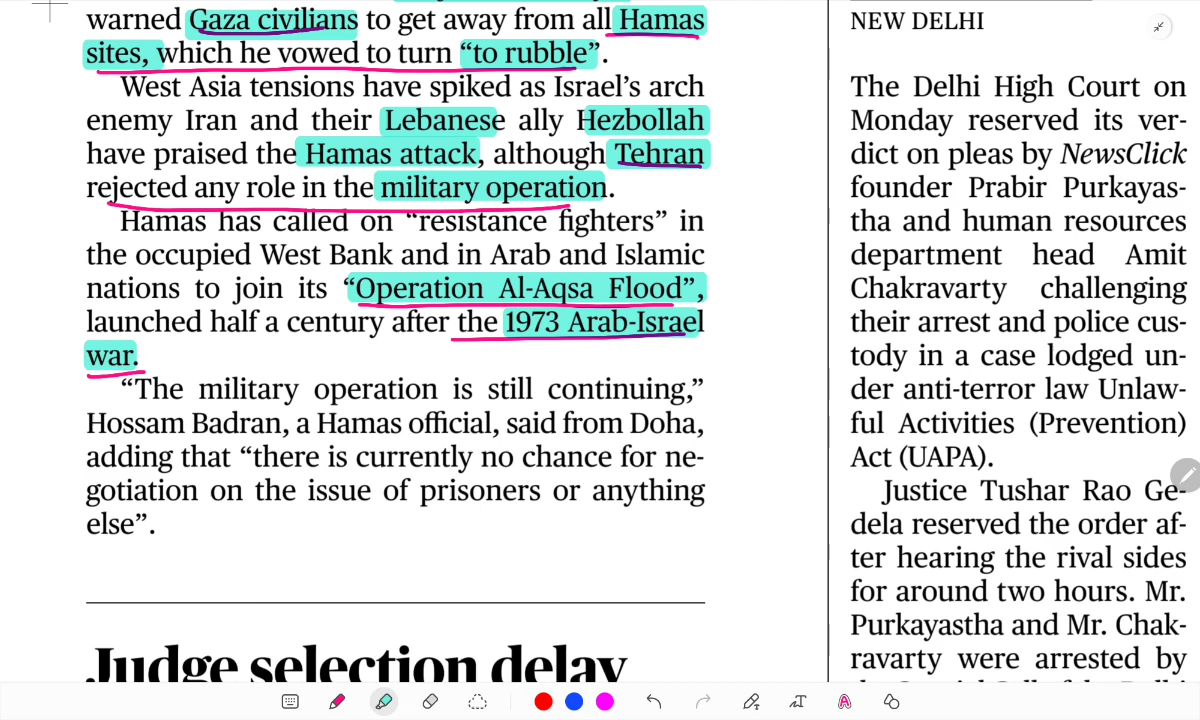 warned Gaza civilians to get away from all Hamas
sites, which he vowed to turn “to rubble”.
West Asia tensions have spiked as Israel’s arch
enemy Iran and their Lebanese ally Hezbollah
have praised the Hamas attack, although Tehran
rejected any role in the military operation.
Hamas has called on “resistance fighters” in
the occupied West Bank and in Arab and Islamic
nations to join its “Operation Al-Aqsa Flood”,
launched half a century after the 1973 Arab-Israel
war.
“The military operation is still continuing,”
Hossam Badran, a Hamas official, said from Doha,
adding that “there is currently no chance for ne-
gotiation on the issue of prisoners or anything
else”.
Judge selection delay
NEW DELHI
The Delhi High Court on
Monday reserved its ver-
dict on pleas by NewsClick
founder Prabir Purkayas-
tha and human resources
department head Amit
Chakravarty challenging
their arrest and police cus-
tody in a case lodged un-
der anti-terror law Unlaw-
ful Activities (Prevention)
Act (UAPA).
Justice Tushar Rao Ge-
dela reserved the order af-
ter hearing the rival sides
for around two hours. Mr.
Purkayastha and Mr. Chak-
ravarty were arrested by